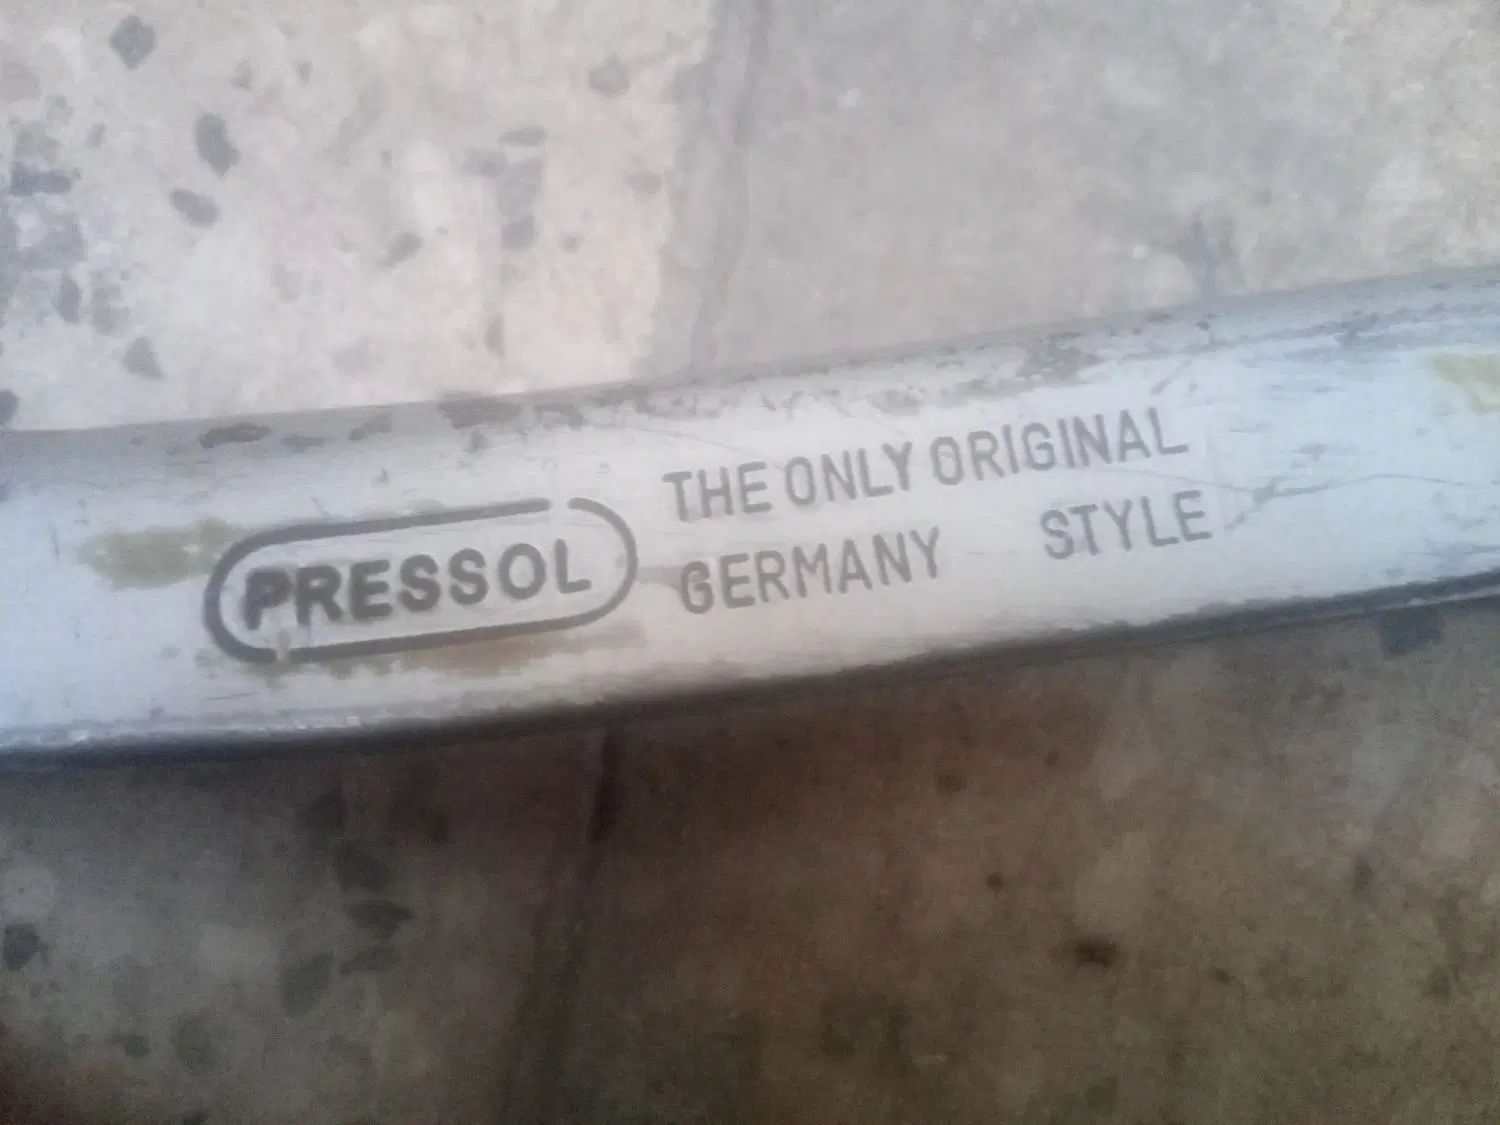 PRESSOL
THE ONLY ORIGINAL
GERMANY STYLE